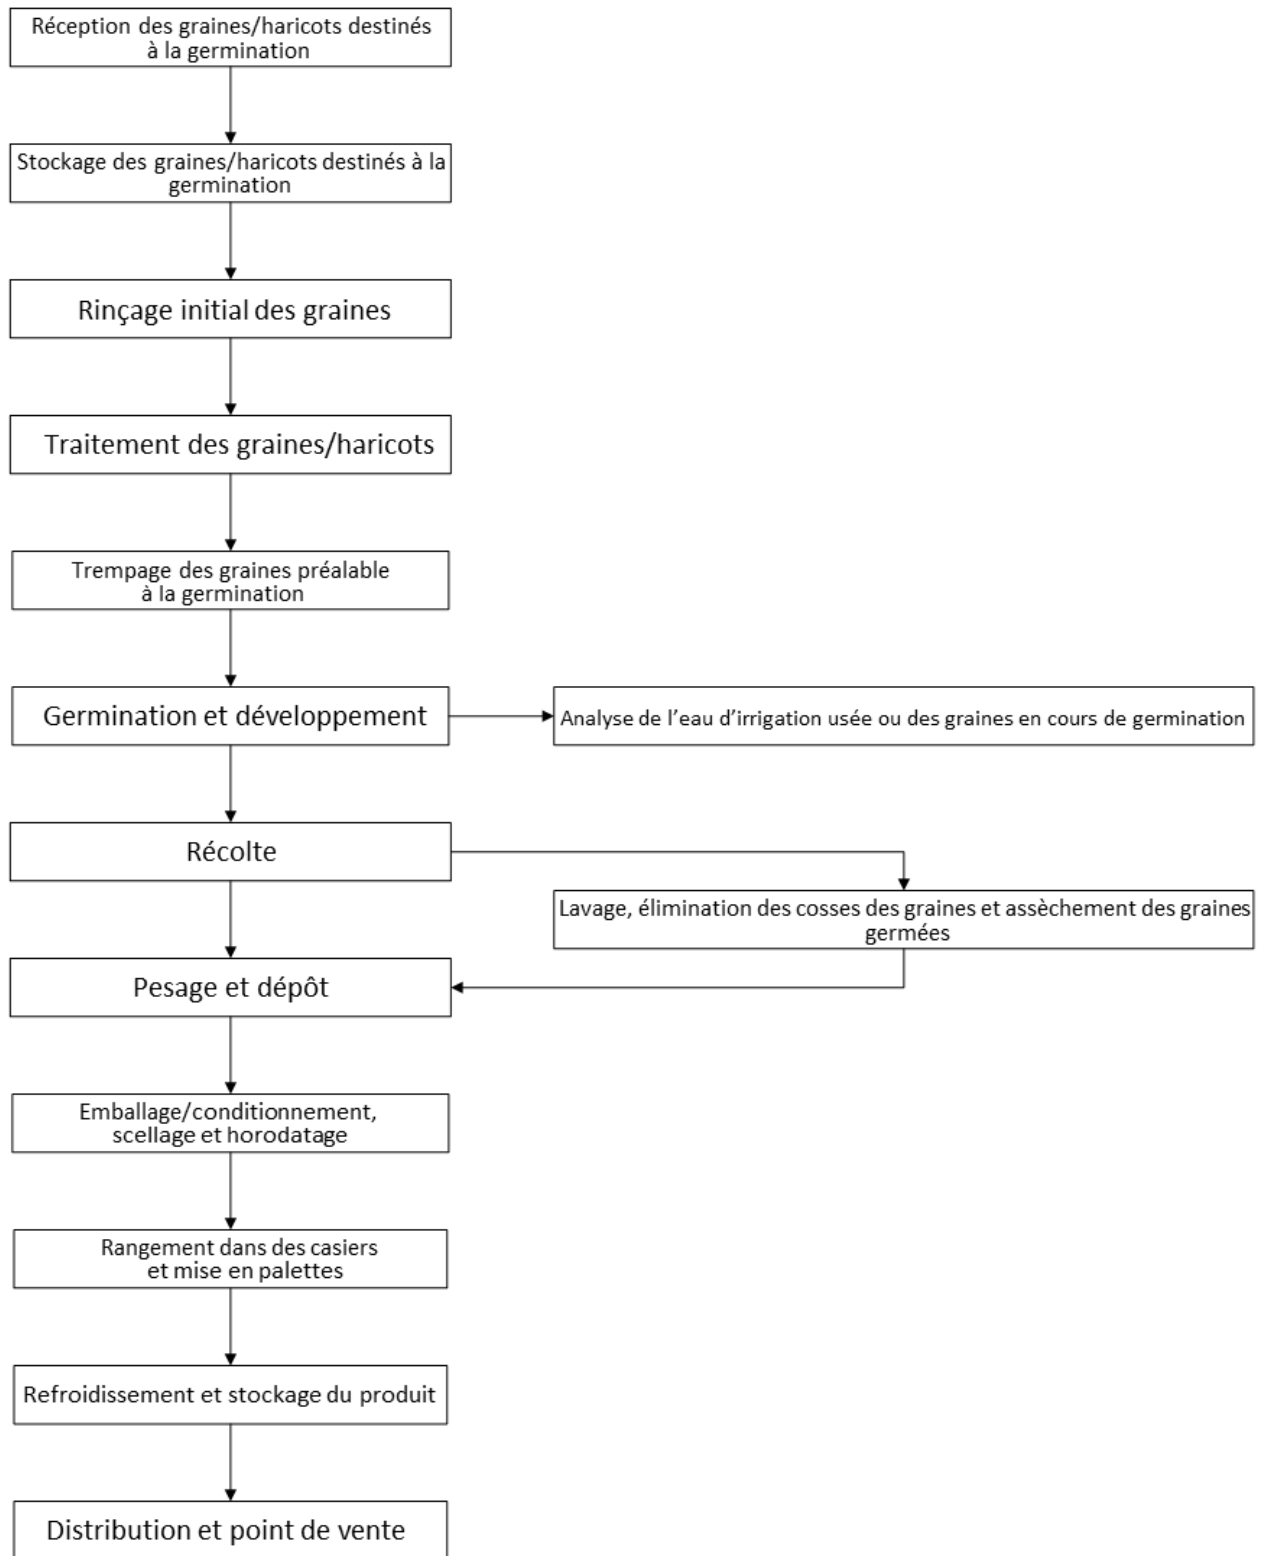 Réception des graines/haricots destinés
à la germination
Stockage des graines/haricots destinés à la
germination
Rinçage initial des graines
Traitement des graines/haricots
Trempage des graines préalable
à la germination
Germination et développement
Analyse de l’eau d’irrigation usée ou des graines en cours de germination
Récolte
Lavage, élimination des cosses des graines et assèchement des graines
germées
Pesage et dépôt
Emballage/conditionnement,
scellage et horodatage
Rangement dans des casiers
et mise en palettes
Refroidissement et stockage du produit
Distribution et point de vente